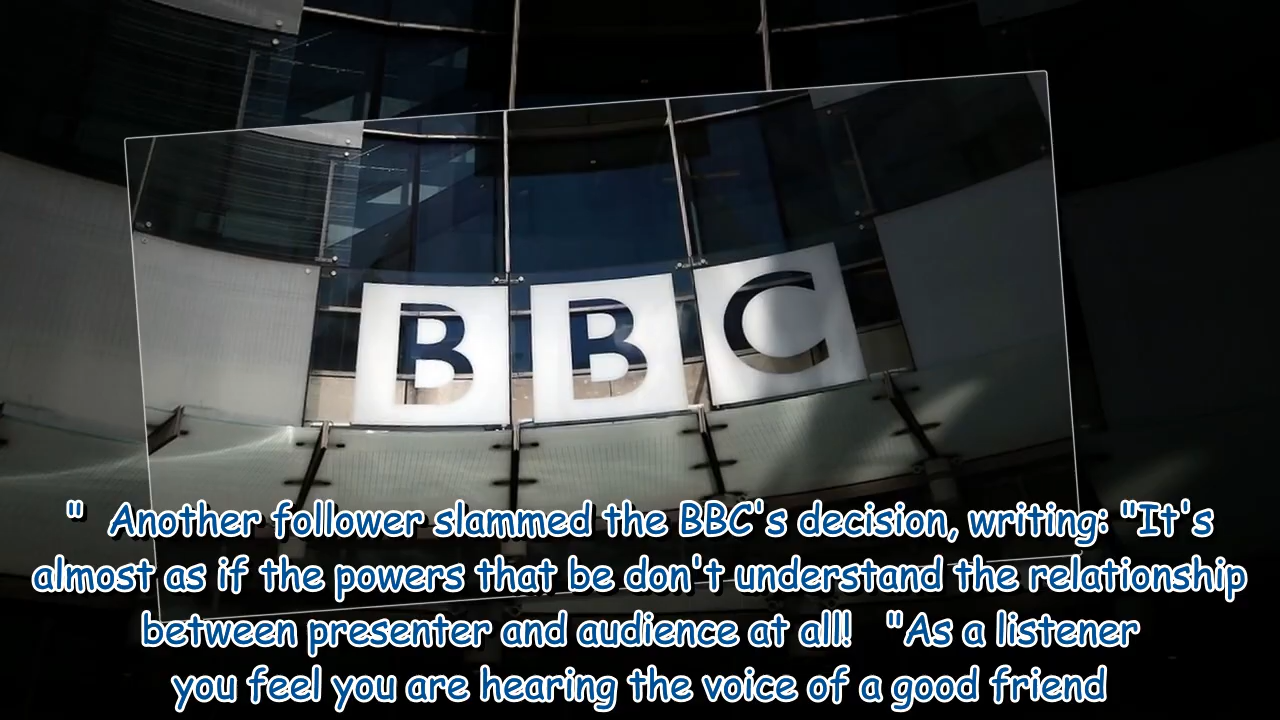 BBC
" Another follower slammed the BBC's decision, writing: "It's
almost as if the powers that be don't understand the relationship
between presenter and audience at all! "As a listener
you feel you are hearing the voice of a good friend